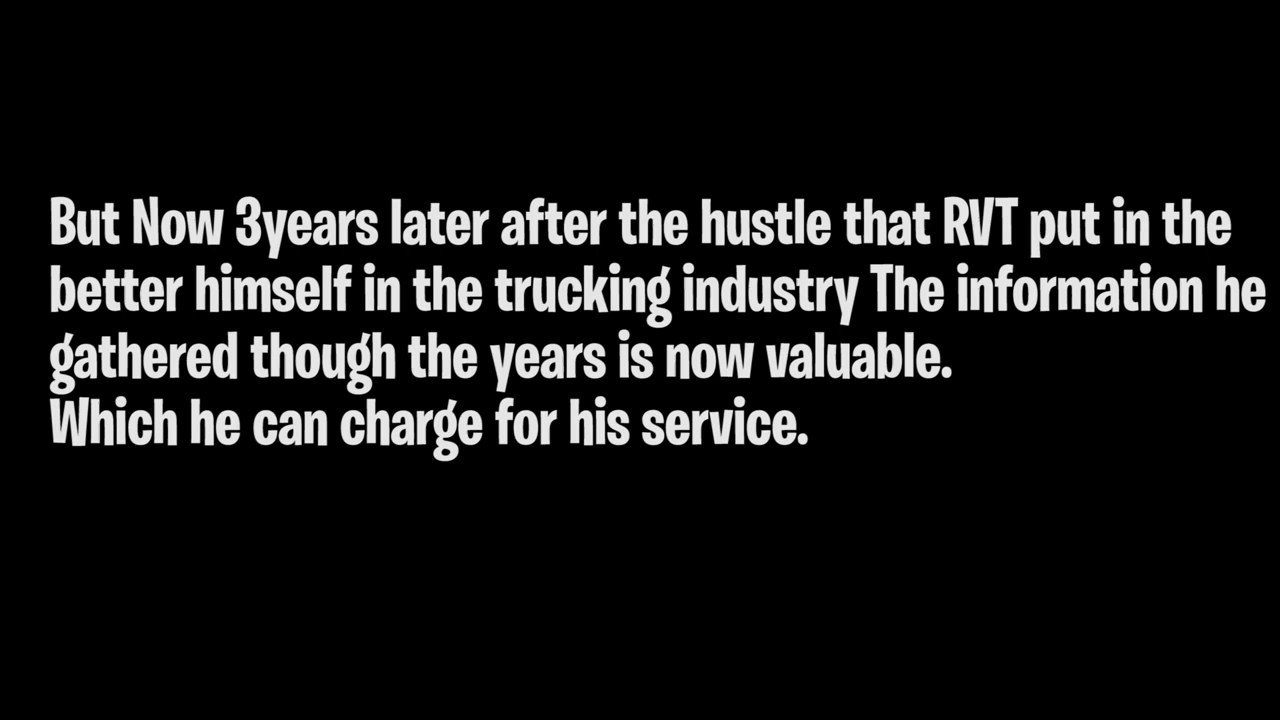 But Now 3years later after the hustle that RVT put in the
better himself in the trucking industry The information he
gathered though the years is now valuable.
Which he can charge for his service.